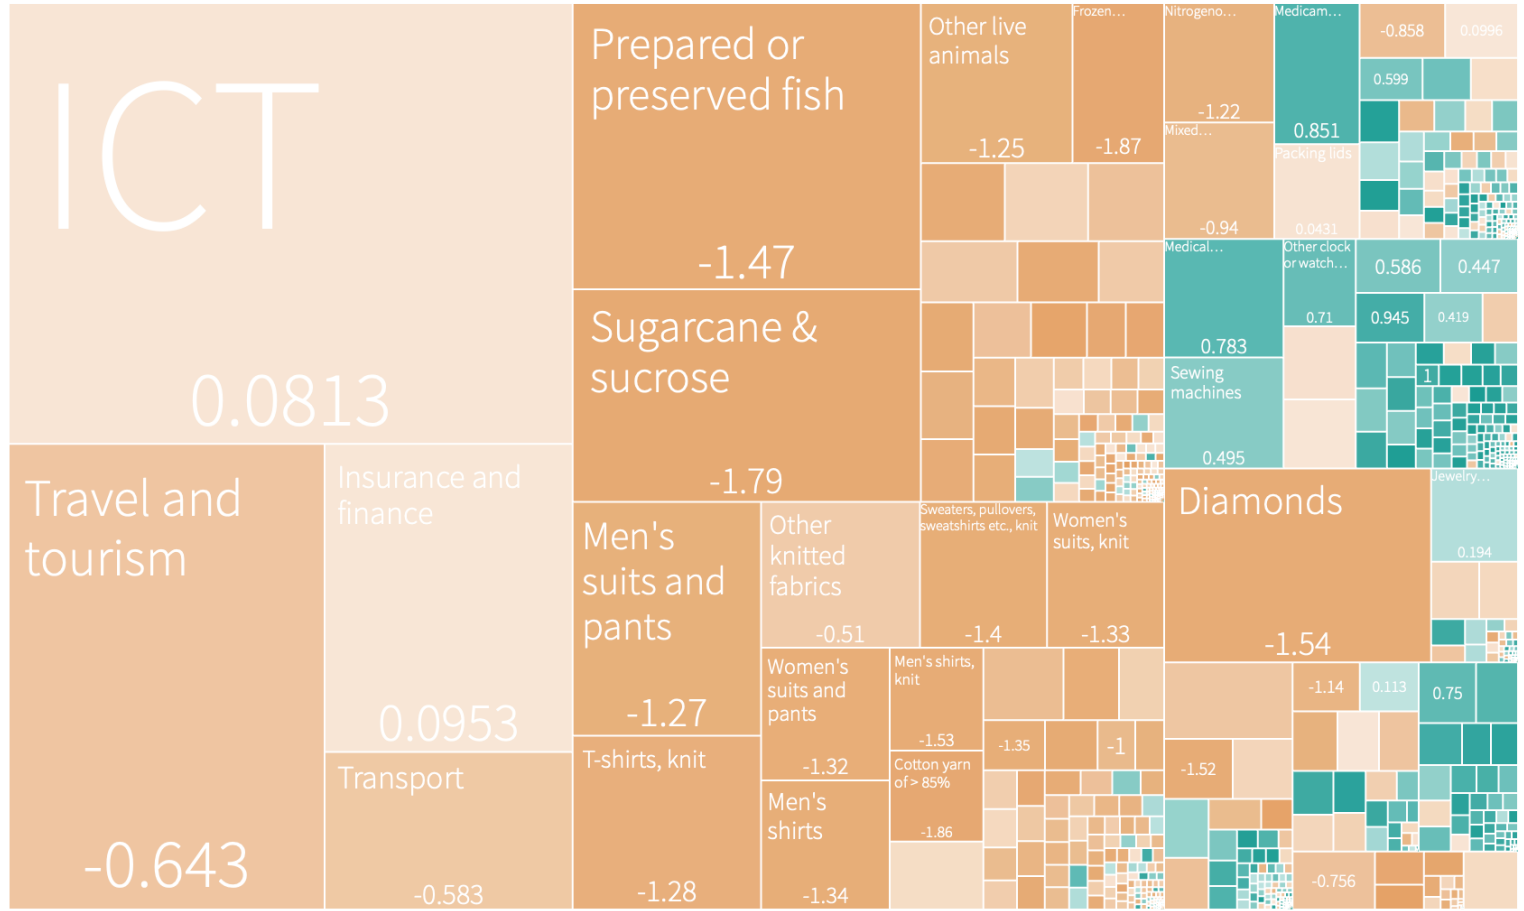 ICT
0.0813
Travel and
tourism
-0.643
Insurance and
finance
0.0953
Transport
-0.583
Prepared or
preserved fish
-1.47
Sugarcane &
sucrose
-1.79
Other live
animals
-1.25
Frozen...
-1.87
Men's
suits and
pants
-1.27
T-shirts, knit
-1.28
Other
knitted
fabrics
-0.51
Sweaters, pullovers,
sweatshirts etc., knit
-1.4
Women's
suits, knit
-1.33
Women's
suits and
pants
-1.32
Men's
shirts
-1.34
Men's shirts,
knit
-1.53
Cotton yarn
of > 85%
-1.86
-1.35
-1
Nitrogeno...
-1.22
Mixed...
-0.94
Medicam...
0.851
Packing lids
0.0431
-0.858
0.0996
0.599
Medical...
0.783
Other clock
or watch...
0.71
Sewing
machines
0.495
0.586
0.447
0.945
0.419
1
Diamonds
-1.54
Jewelry...
0.194
-1.52
-1.14
0.113
0.75
-0.756